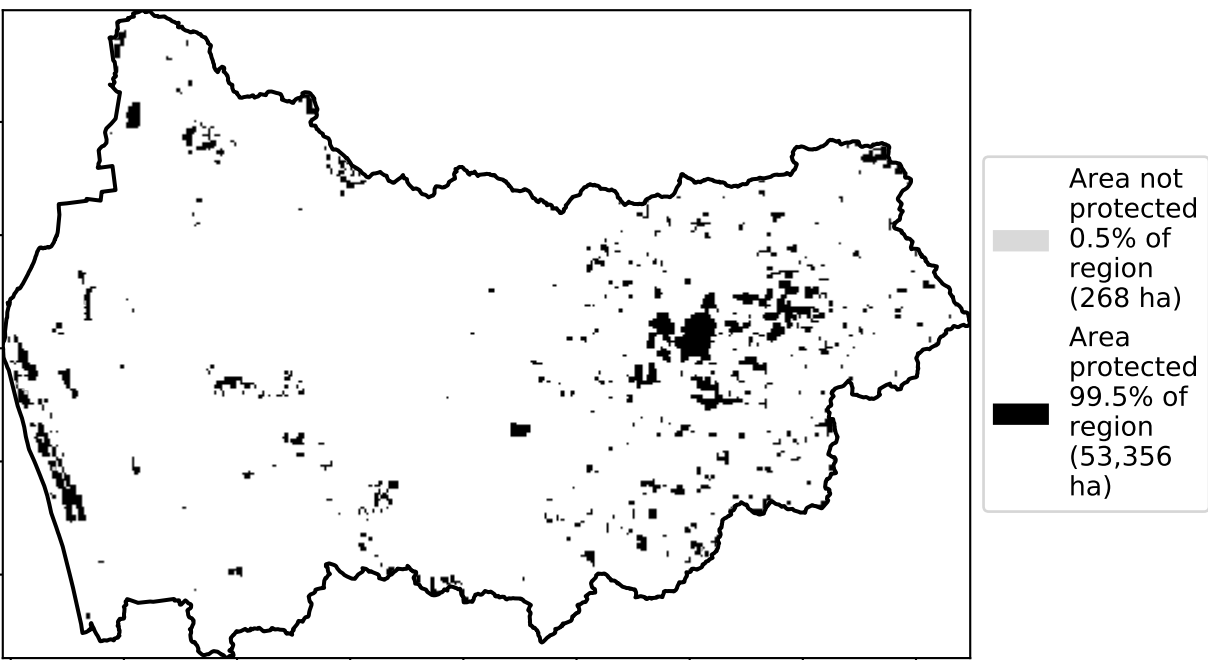 Area not
protected
0.5% of
region
(268 ha)
Area
protected
99.5% of
region
(53,356
ha)